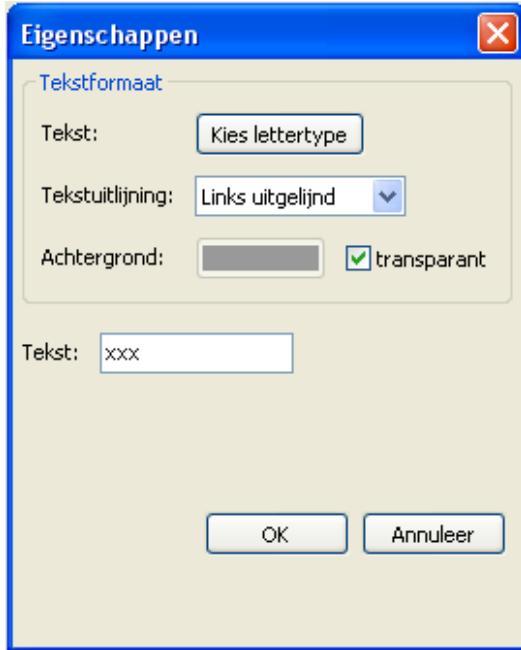 Eigenschappen
Tekstformaat
Tekst: Kies lettertype
Tekstuitlijning: Links uitgelijnd
Achtergrond: transparant
Tekst: xxx
OK Annuleer